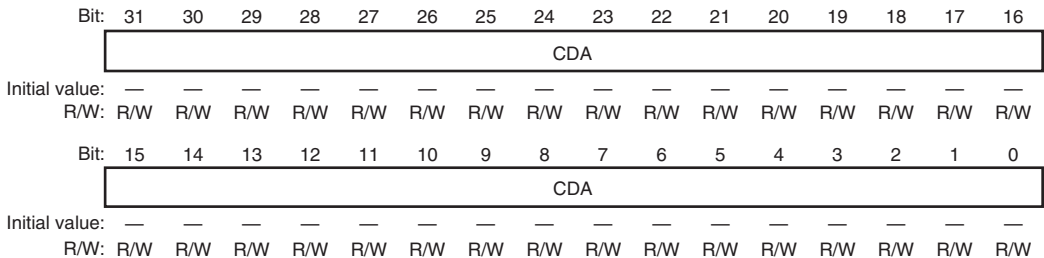 Bit: 31 30 29 28 27 26 25 24 23 22 21 20 19 18 17 16
CDA
Initial value: — — — — — — — — — — — — — — — —
R/W: R/W R/W R/W R/W R/W R/W R/W R/W R/W R/W R/W R/W R/W R/W R/W R/W
Bit: 15 14 13 12 11 10 9 8 7 6 5 4 3 2 1 0
CDA
Initial value: — — — — — — — — — — — — — — — —
R/W: R/W R/W R/W R/W R/W R/W R/W R/W R/W R/W R/W R/W R/W R/W R/W R/W